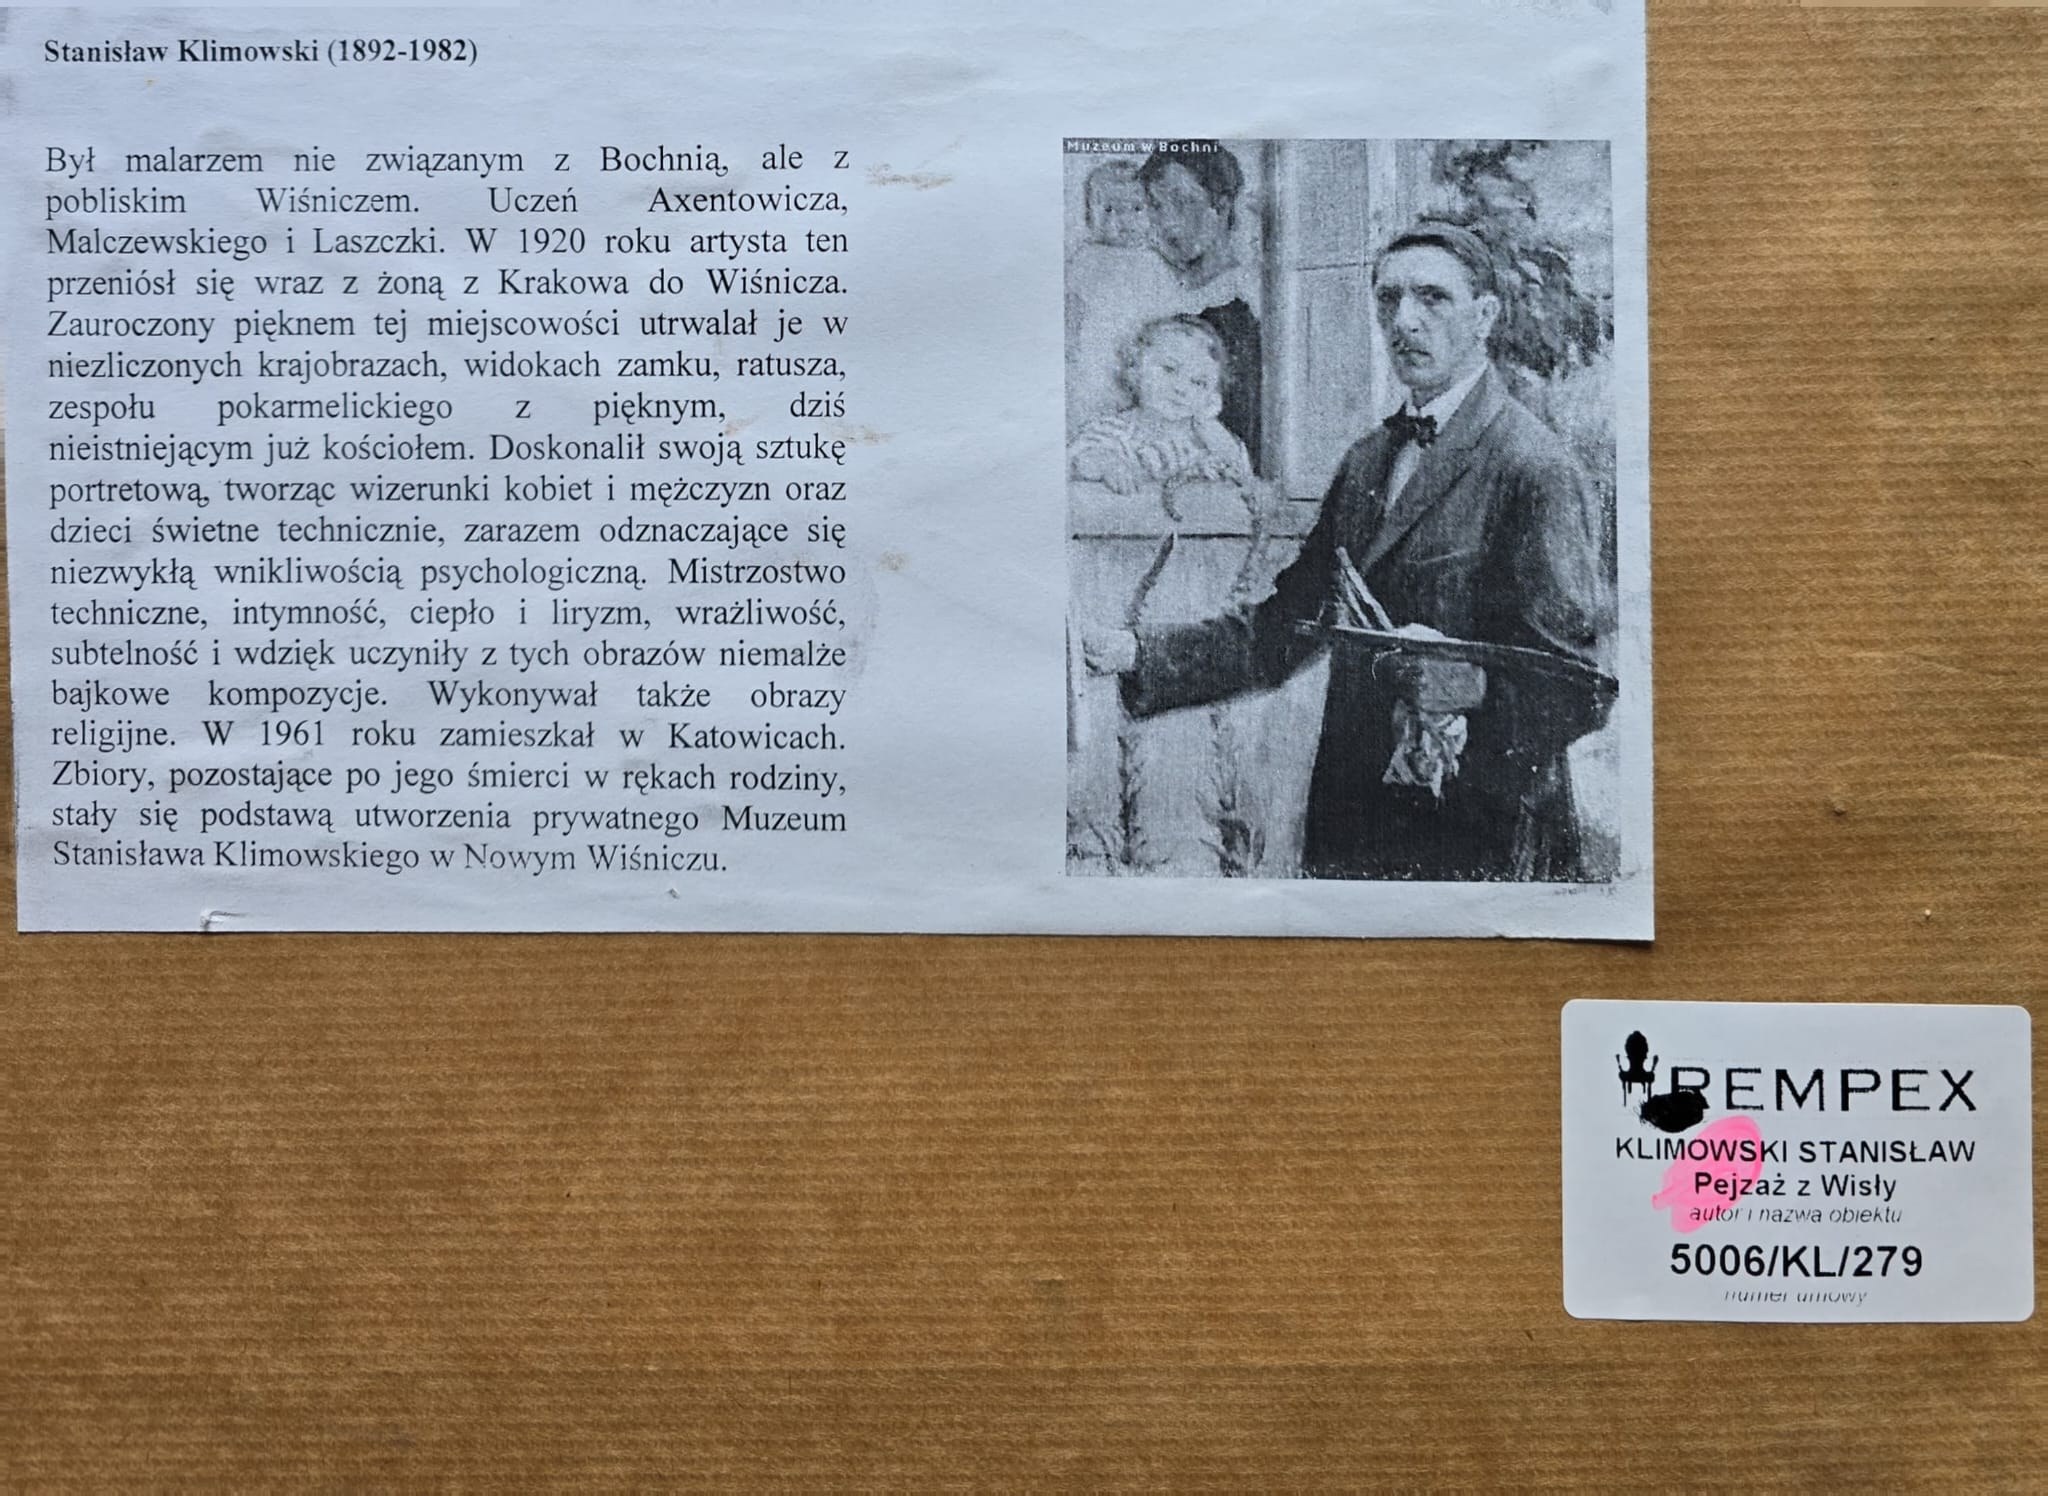 Stanisław Klimowski (1892-1982)
Był malarzem nie związanym z Bochnią, ale z
pobliskim Wiśniczem. Uczeń Axentowicza,
Malczewskiego i Laszczki. W 1920 roku artysta ten
przeniósł się wraz z żoną z Krakowa do Wiśnicza.
Zauroczony pięknem tej miejscowości utrwalał je w
niezliczonych krajobrazach, widokach zamku, ratusza,
zespołu pokarmelickiego z pięknym, dziś
nieistniejącym już kościołem. Doskonalił swoją sztukę
portretową, tworząc wizerunki kobiet i mężczyzn oraz
dzieci świetne technicznie, zarazem odznaczające się
niezwykłą wnikliwością psychologiczną. Mistrzostwo
techniczne, intymność, ciepło i liryzm, wrażliwość,
subtelność i wdzięk uczyniły z tych obrazów niemalże
bajkowe kompozycje. Wykonywał także obrazy
religijne. W 1961 roku zamieszkał w Katowicach.
Zbiory, pozostające po jego śmierci w rękach rodziny,
stały się podstawą utworzenia prywatnego Muzeum
Stanisława Klimowskiego w Nowym Wiśniczu.
Muzeum w Bochni
REMPEX
KLIMOWSKI STANISŁAW
Pejzaż z Wisły
autor i nazwa obiektu
5006/KL/279
numer umowy